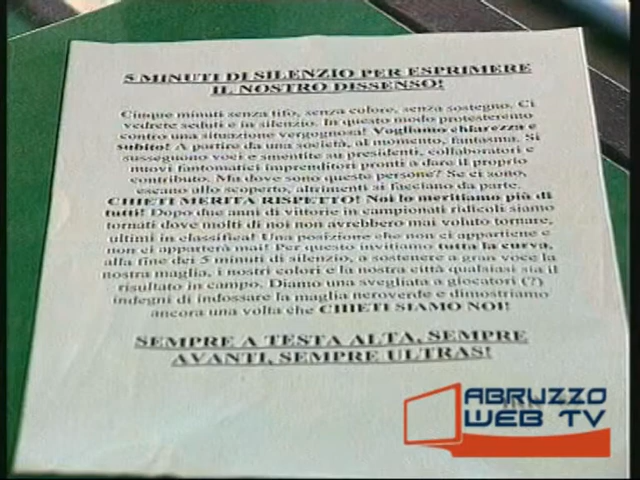 5 MINUTI DI SILENZIO PER ESPRIMERE
IL NOSTRO DISSENSO!
Cinque minuti senza tifo, senza colore, senza sostegno. Ci
vedrete seduti e in silenzio. In questo modo protesteremo
contro una situazione vergognosa! Vogliamo chiarezza e
subito! A partire da una società, al momento, fantasma. Si
susseguono voci e smentite su presidenti, collaboratori e
nuovi fantomatici imprenditori pronti a dare il proprio
contributo. Ma dove sono queste persone? Se ci sono,
escano allo scoperto, altrimenti si facciano da parte.
CHIETI MERITA RISPETTO! Noi lo meritiamo più di
tutti! Dopo due anni di vittorie in campionati ridicoli siamo
tornati dove molti di noi non avrebbero mai voluto tornare,
ultimi in classifica! Una posizione che non ci appartiene e
non ci apparterrà mai! Per questo invitiamo tutta la curva,
alla fine dei 5 minuti di silenzio, a sostenere a gran voce la
nostra maglia, i nostri colori e la nostra città qualsiasi sia il
risultato in campo. Diamo una svegliata a giocatori (?)
indegni di indossare la maglia neroverde e dimostriamo
ancora una volta che CHIETI SIAMO NOI!
SEMPRE A TESTA ALTA, SEMPRE
AVANTI, SEMPRE ULTRAS!
ABRUZZO
WEB TV